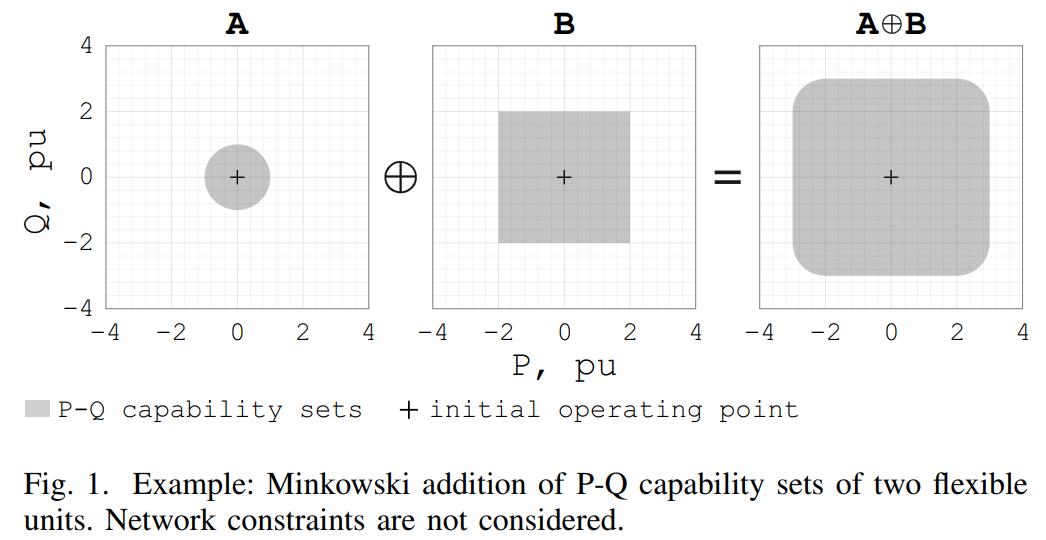 A B A⊕B
4
2
0
−2
−4
Q, pu
⊕ =
−4 −2 0 2 4 −4 −2 0 2 4 −4 −2 0 2 4
P, pu
P-Q capability sets + initial operating point
Fig. 1. Example: Minkowski addition of P-Q capability sets of two flexible
units. Network constraints are not considered.